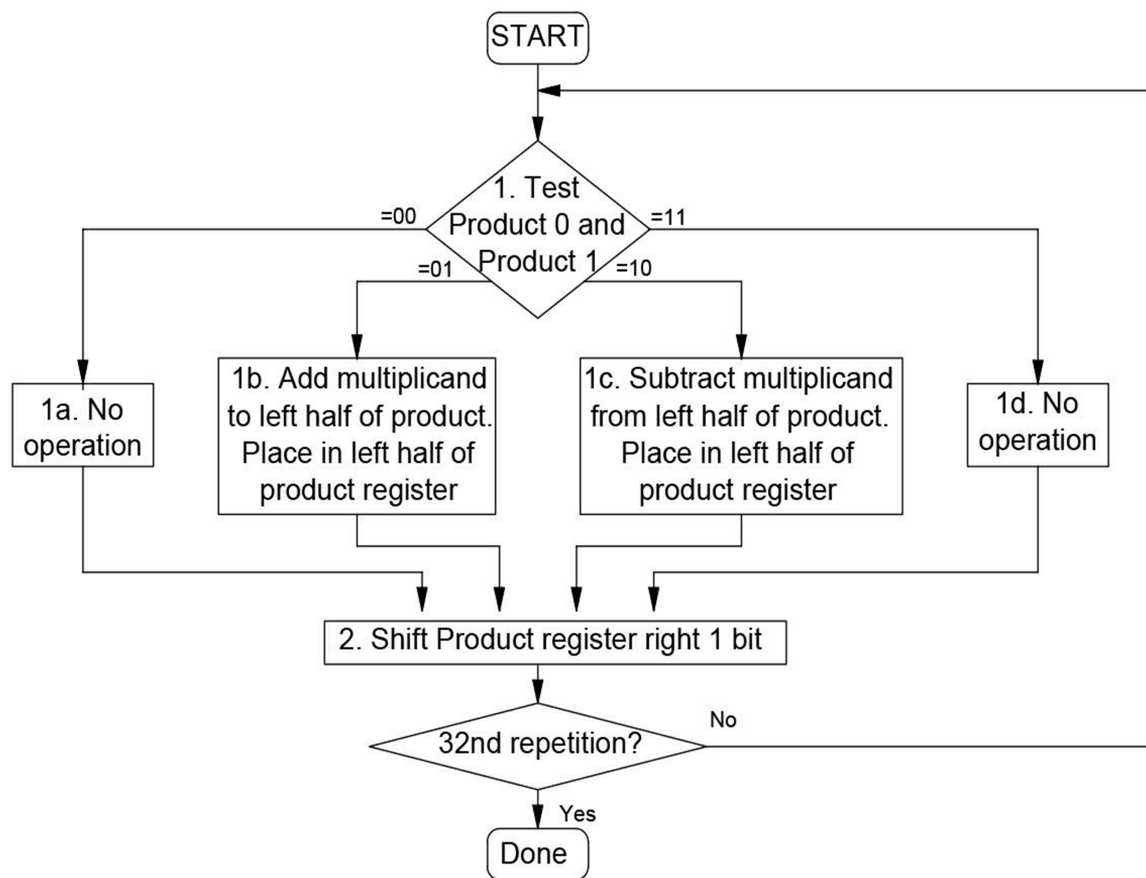 START
1. Test
Product 0 and
Product 1
=00
=11
=01
=10
1a. No
operation
1b. Add multiplicand
to left half of product.
Place in left half of
product register
1c. Subtract multiplicand
from left half of product.
Place in left half of
product register
1d. No
operation
2. Shift Product register right 1 bit
32nd repetition?
No
Yes
Done